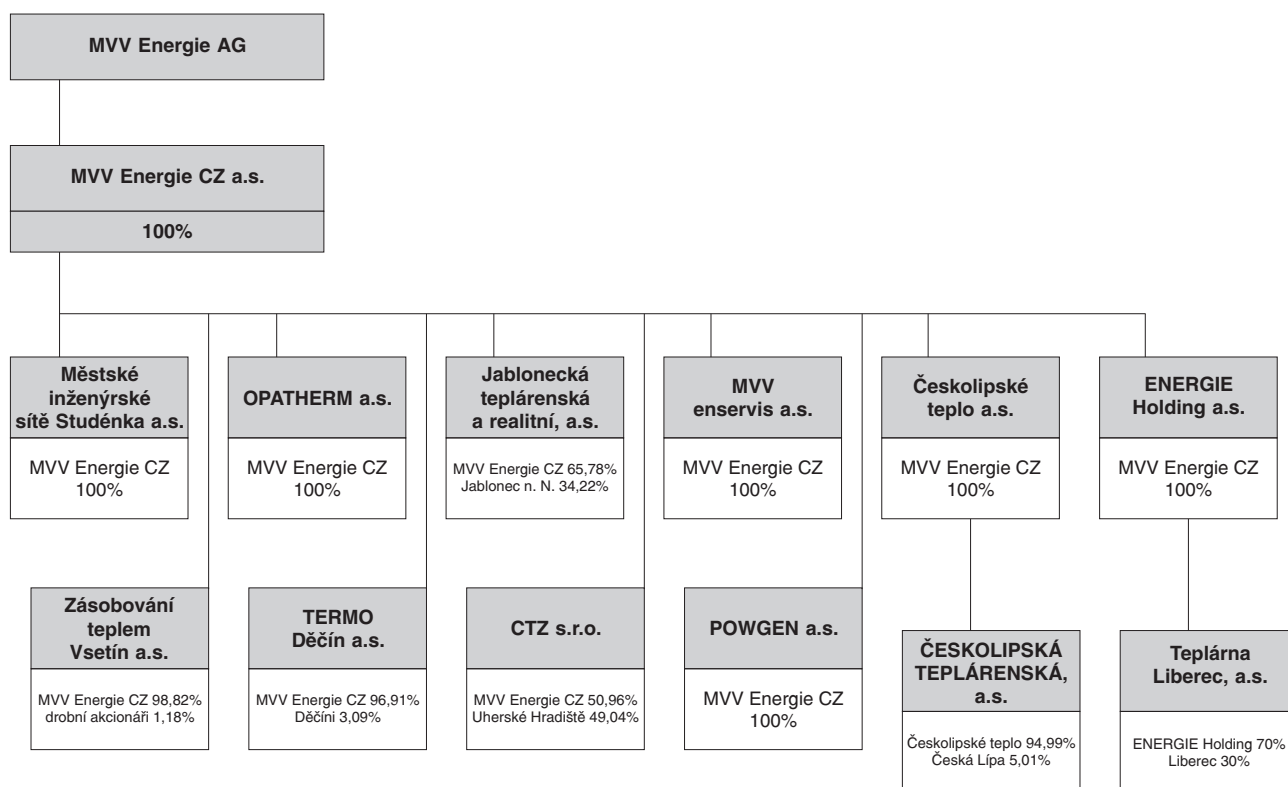 MVV Energie AG
MVV Energie CZ a.s.
100%
Městské
inženýrské
sítě Studénka a.s.
MVV Energie CZ
100%
OPATHERM a.s.
MVV Energie CZ
100%
Jablonecká
teplárenská
a realitní, a.s.
MVV Energie CZ 65,78%
Jablonec n. N. 34,22%
MVV
enservis a.s.
MVV Energie CZ
100%
Českolipské
teplo a.s.
MVV Energie CZ
100%
ENERGIE
Holding a.s.
MVV Energie CZ
100%
Zásobování
teplem
Vsetín a.s.
MVV Energie CZ 98,82%
drobní akcionáři 1,18%
TERMO
Děčín a.s.
MVV Energie CZ 96,91%
Děčíni 3,09%
CTZ s.r.o.
MVV Energie CZ 50,96%
Uherské Hradiště 49,04%
POWGEN a.s.
MVV Energie CZ
100%
ČESKOLIPSKÁ
TEPLÁRENSKÁ,
a.s.
Českolipské teplo 94,99%
Česká Lípa 5,01%
Teplárna
Liberec, a.s.
ENERGIE Holding 70%
Liberec 30%